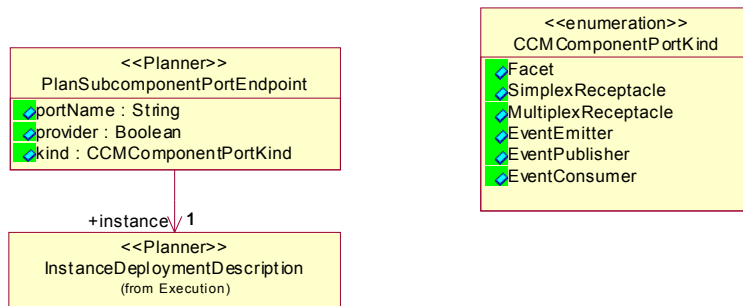 <<Planner>>
PlanSubcomponentPortEndpoint
portName : String
provider : Boolean
kind : CCMComponentPortKind
+instance 1
<<Planner>>
InstanceDeploymentDescription
(from Execution)
<<enumeration>>
CCMComponentPortKind
Facet
SimplexReceptacle
MultiplexReceptacle
EventEmitter
EventPublisher
EventConsumer